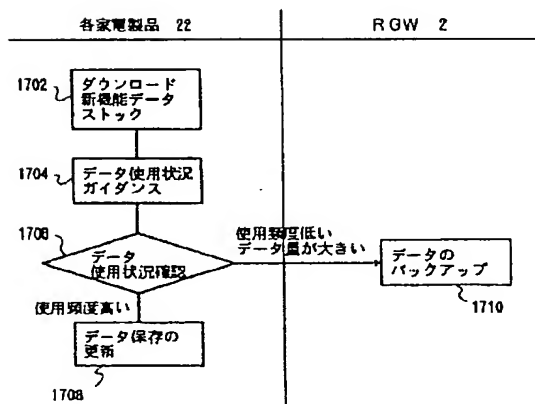 各家電製品 22
RGW 2
1702
ダウンロード
新機能データ
ストック
1704
データ使用状況
ガイダンス
1706
データ
使用状況確認
使用頻度低い
データ量が大きい
データの
バックアップ
1710
使用頻度高い
データ保存の
更新
1708